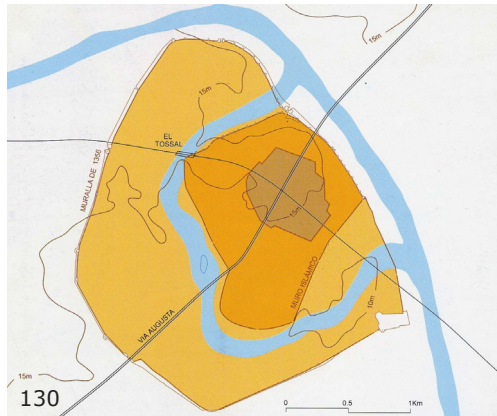 15m
15m
EL
TOSSAL
MURALLA DE 1356
15m
MURO ISLÁMICO
10m
VIA AUGUSTA
15m
130
0 0.5 1Km